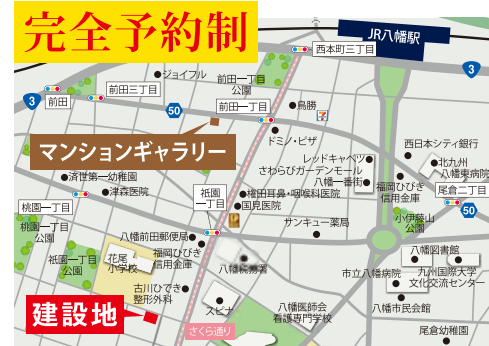 完全予約制
JR八幡駅
西本町三丁目
3
ジョイフル
前田一丁目
公園
前田三丁目
3
前田
50
前田一丁目
鳥勝
ドミノ・ピザ
マンションギャラリー
レッドキャベツ
さわらびガーデンモール
八幡一番街
西日本シティ銀行
北九州
八幡東病院
福岡ひびき
信用金庫
尾倉二丁目
50
済世第一幼稚園
津森医院
祇園
一丁目
権田耳鼻・咽喉科医院
国見医院
桃園一丁目
桃園一丁目
公園
サンキュー薬局
小伊藤山
公園
八幡前田郵便局
福岡ひびき
信用金庫
花尾
小学校
祇園一丁目
公園
八幡図書館
市立八幡病院
九州国際大学
文化交流センター
古川ひでき
整形外科
建設地
スピナ
八幡医師会
看護専門学校
八幡市民会館
さくら通り
尾倉幼稚園